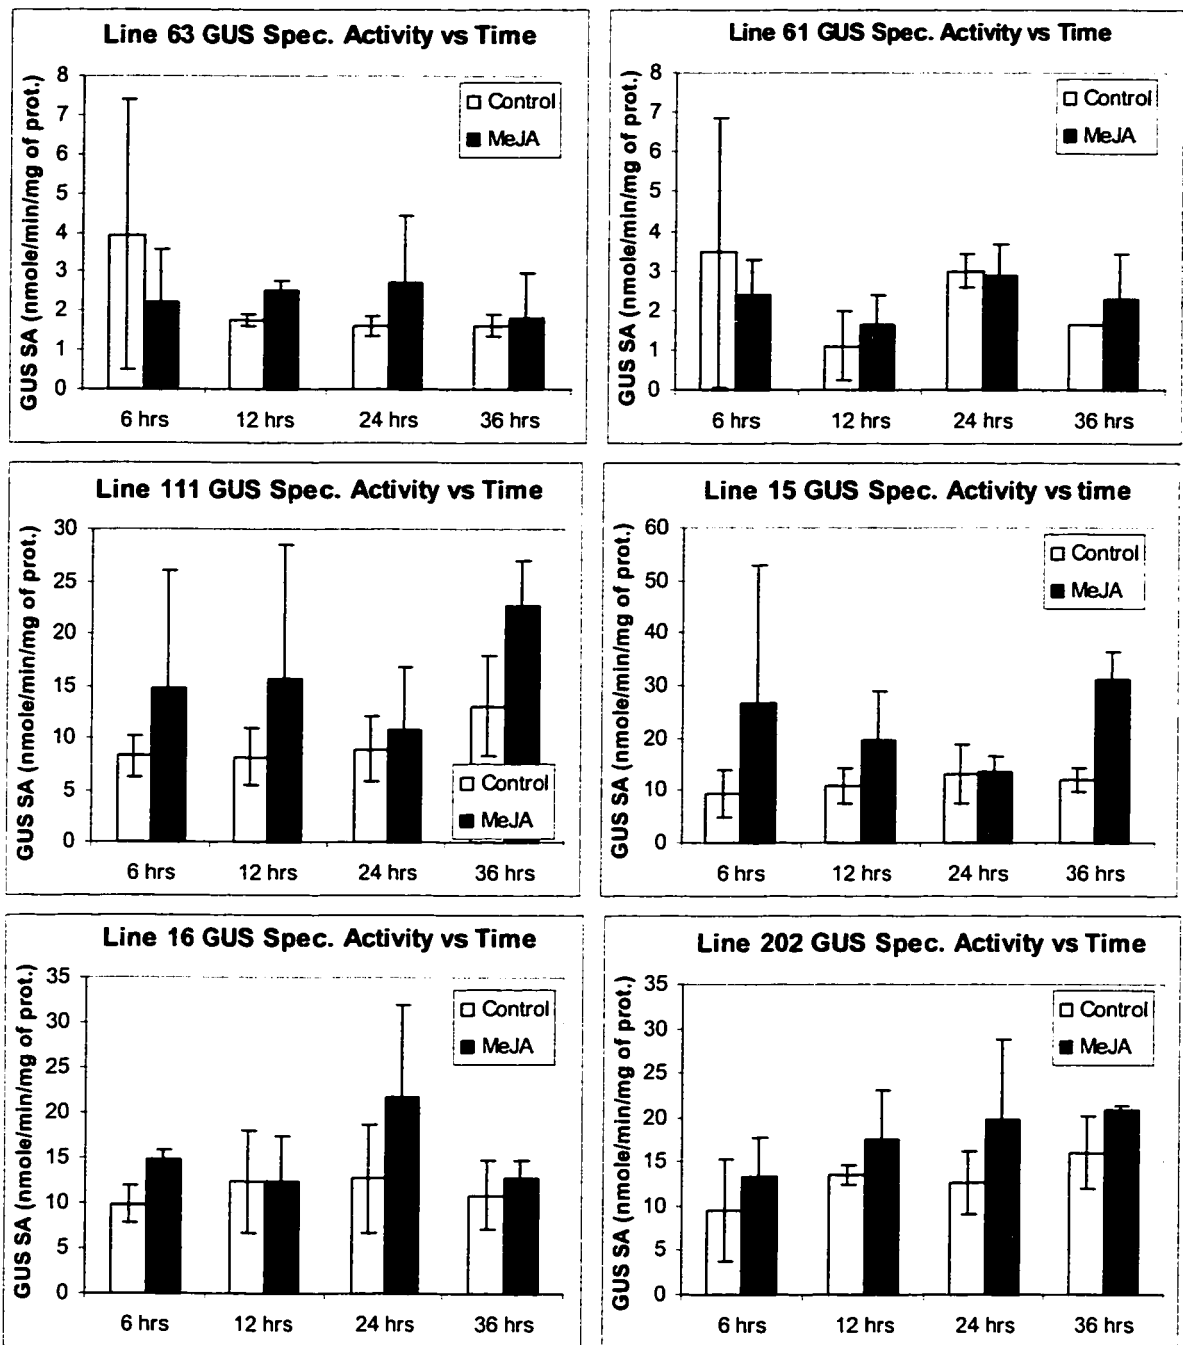 Line 63 GUS Spec. Activity vs Time
GUS SA (nmole/min/mg of prot.)
8
7
6
5
4
3
2
1
0
Control
MeJA
6 hrs 12 hrs 24 hrs 36 hrs
Line 61 GUS Spec. Activity vs Time
GUS SA (nmole/min/mg of prot.)
8
7
6
5
4
3
2
1
0
Control
MeJA
6 hrs 12 hrs 24 hrs 36 hrs
Line 111 GUS Spec. Activity vs Time
GUS SA (nmole/min/mg of prot.)
30
25
20
15
10
5
0
Control
MeJA
6 hrs 12 hrs 24 hrs 36 hrs
Line 15 GUS Spec. Activity vs time
GUS SA (nmole/min/mg of prot.)
60
50
40
30
20
10
0
Control
MeJA
6 hrs 12 hrs 24 hrs 36 hrs
Line 16 GUS Spec. Activity vs Time
GUS SA (nmole/min/mg of prot.)
35
30
25
20
15
10
5
0
Control
MeJA
6 hrs 12 hrs 24 hrs 36 hrs
Line 202 GUS Spec. Activity vs Time
GUS SA (nmole/min/mg of prot.)
35
30
25
20
15
10
5
0
Control
MeJA
6 hrs 12 hrs 24 hrs 36 hrs